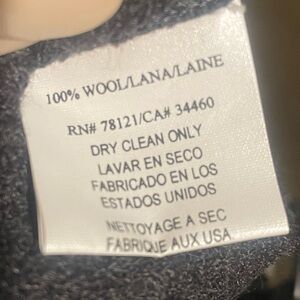 100% WOOL/LANA/LAINE
RN# 78121/CA# 34460
DRY CLEAN ONLY
LAVAR EN SECO
FABRICADO EN LOS
ESTADOS UNIDOS
NETTOYAGE A SEC
FABRIQUE AUX USA